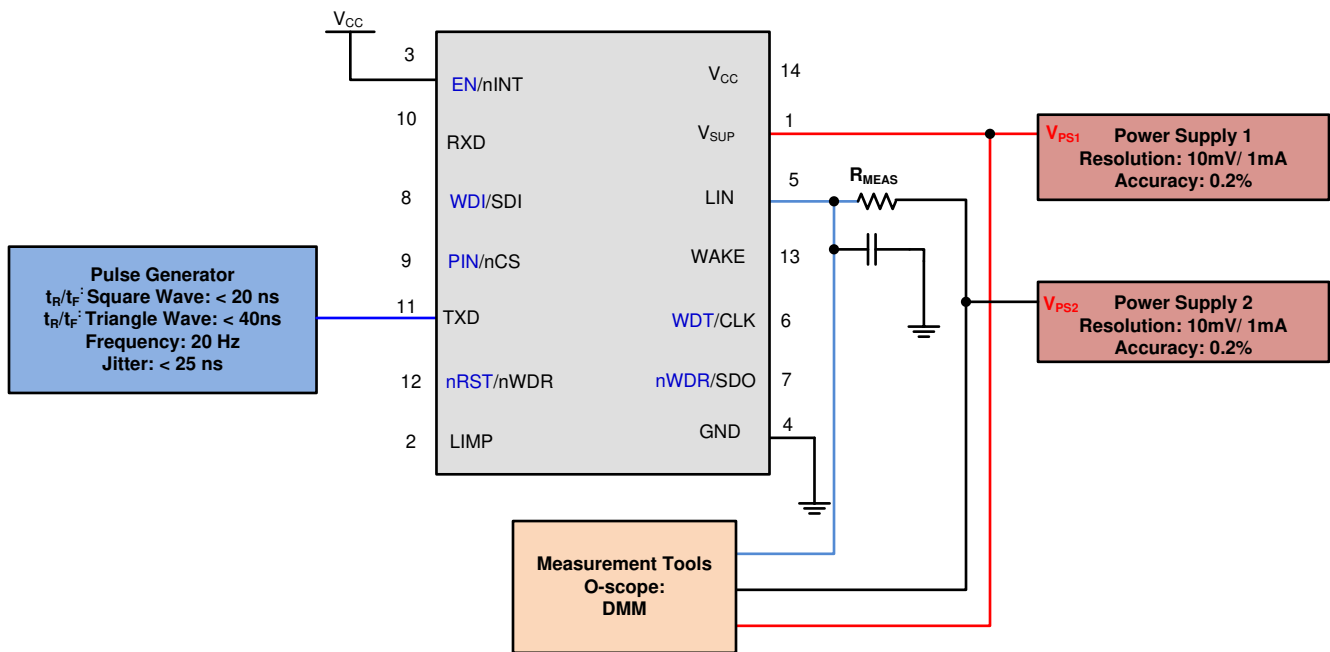 VCC
3
EN/nINT
10
RXD
8
WDI/SDI
9
PIN/nCS
11
TXD
12
nRST/nWDR
2
LIMP
VCC
14
VSUP
1
LIN
5
WAKE
13
WDT/CLK
6
nWDR/SDO
7
GND
4
RMEAS
Pulse Generator
tR/tF: Square Wave: < 20 ns
tR/tF: Triangle Wave: < 40ns
Frequency: 20 Hz
Jitter: < 25 ns
VPS1
Power Supply 1
Resolution: 10mV/ 1mA
Accuracy: 0.2%
VPS2
Power Supply 2
Resolution: 10mV/ 1mA
Accuracy: 0.2%
Measurement Tools
O-scope:
DMM